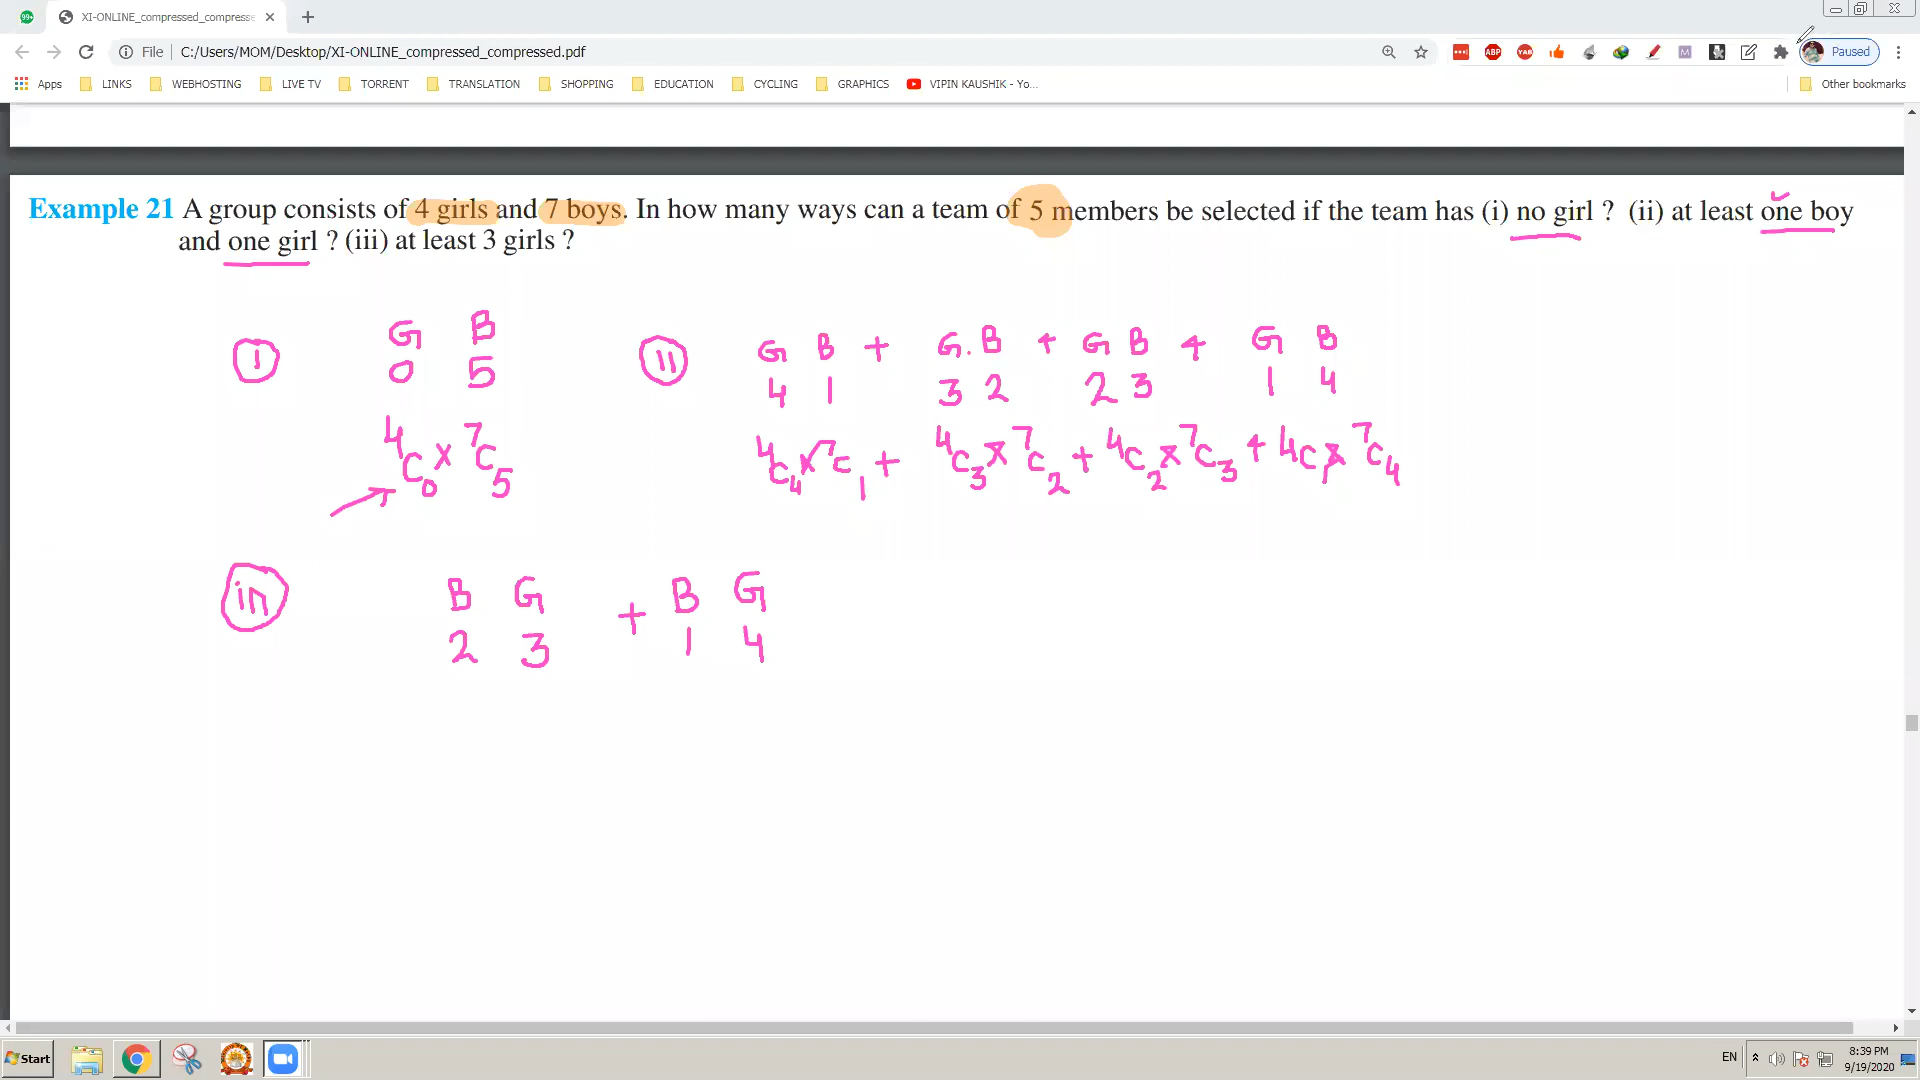 99+
XI-ONLINE_compressed_compresse
File
C:/Users/MOM/Desktop/XI-ONLINE_compressed_compressed.pdf
ABP
YAB
M
Paused
Apps LINKS WEBHOSTING LIVE TV TORRENT TRANSLATION SHOPPING EDUCATION CYCLING GRAPHICS VIPIN KAUSHIK - Yo... Other bookmarks
Example 21 A group consists of 4 girls and 7 boys. In how many ways can a team of 5 members be selected if the team has (i) no girl ? (ii) at least one boy
and one girl ? (iii) at least 3 girls ?
I G B
0 5
⁴C₀ × ⁷C₅
II G B + G. B + G B + G B
4 1 3 2 2 3 1 4
⁴C₄ × ⁷C₁ + ⁴C₃ × ⁷C₂ + ⁴C₂ × ⁷C₃ + 4C₁ × ⁷C₄
iii B G + B G
2 3 1 4
Start
EN
8:39 PM
9/19/2020